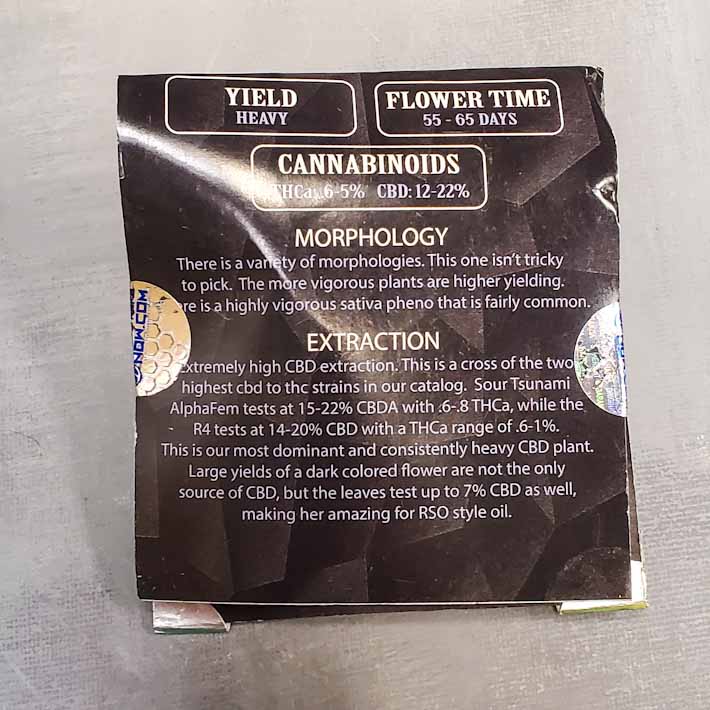 YIELD
HEAVY
FLOWER TIME
55 - 65 DAYS
CANNABINOIDS
THCa: .6-5% CBD: 12-22%
MORPHOLOGY
There is a variety of morphologies. This one isn't tricky
to pick. The more vigorous plants are higher yielding.
is a highly vigorous sativa pheno that is fairly common.
EXTRACTION
Extremely high CBD extraction. This is a cross of the two
highest cbd to thc strains in our catalog. Sour Tsunami
AlphaFem tests at 15-22% CBDA with .6-.8 THCa, while the
R4 tests at 14-20% CBD with a THCa range of .6-1%.
This is our most dominant and consistently heavy CBD plant.
Large yields of a dark colored flower are not the only
source of CBD, but the leaves test up to 7% CBD as well,
making her amazing for RSO style oil.
NOW.COM